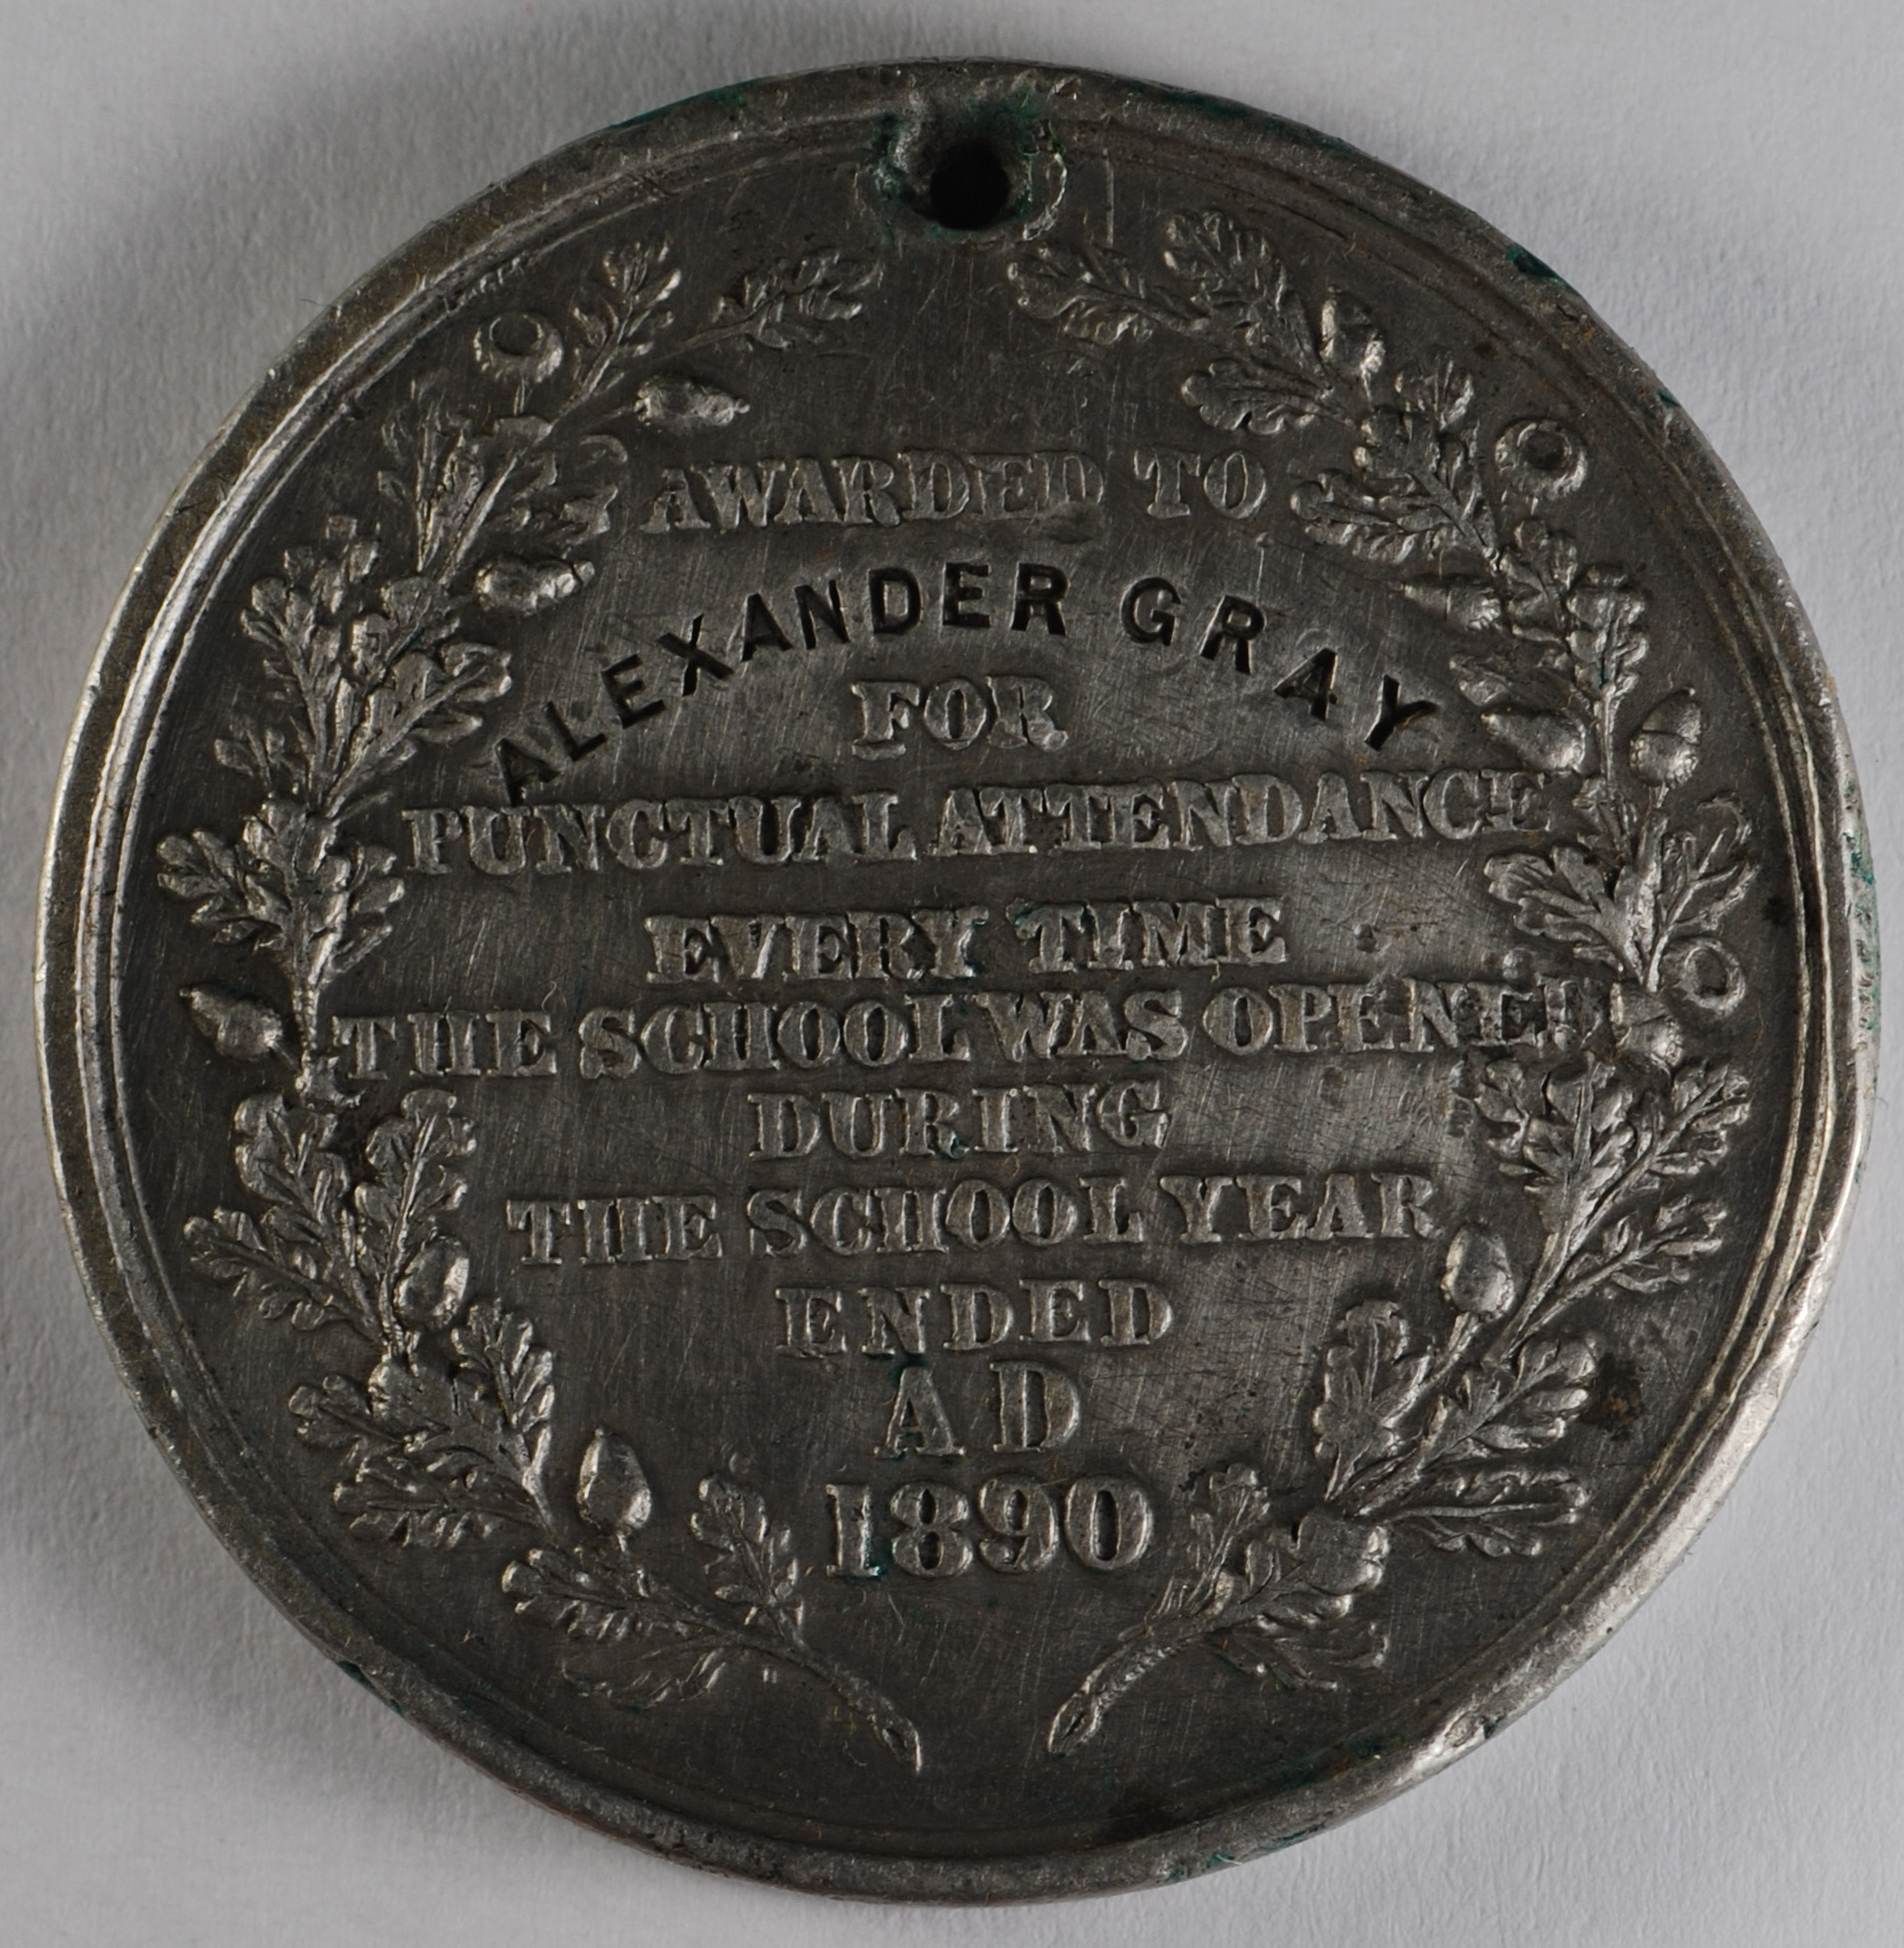 AWARDED TO
ALEXANDER GRAY
FOR
PUNCTUAL ATTENDANCE
EVERY TIME
THE SCHOOL WAS OPENED
DURING
THE SCHOOL YEAR
ENDED
A D
1890